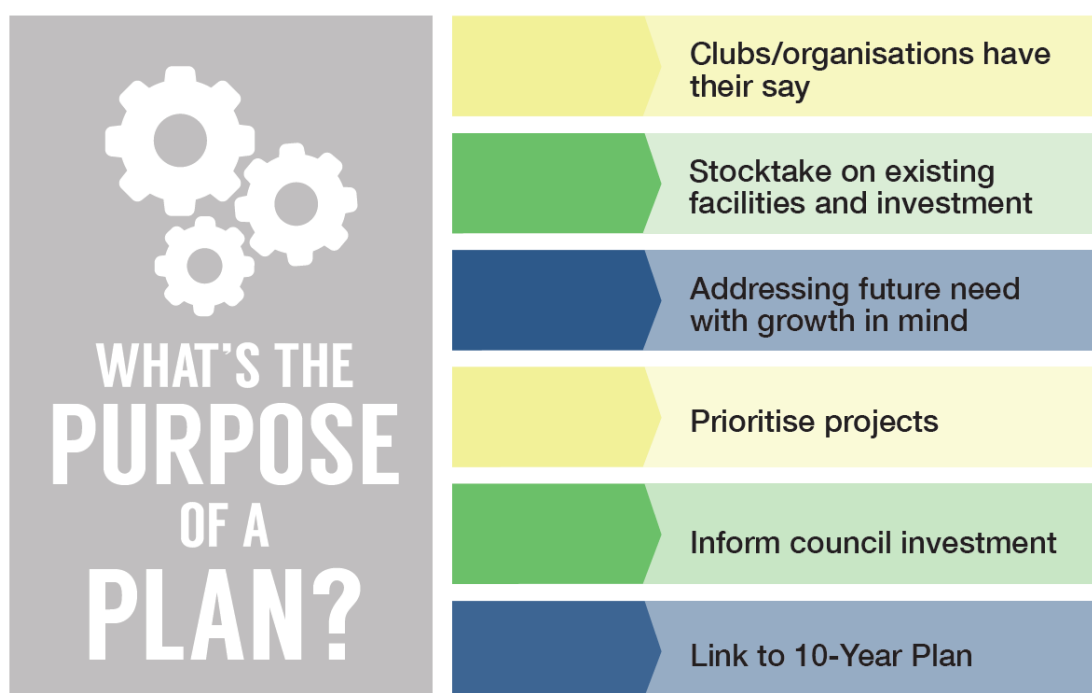 WHAT'S THE
PURPOSE
OF A
PLAN?
Clubs/organisations have
their say
Stocktake on existing
facilities and investment
Addressing future need
with growth in mind
Prioritise projects
Inform council investment
Link to 10-Year Plan